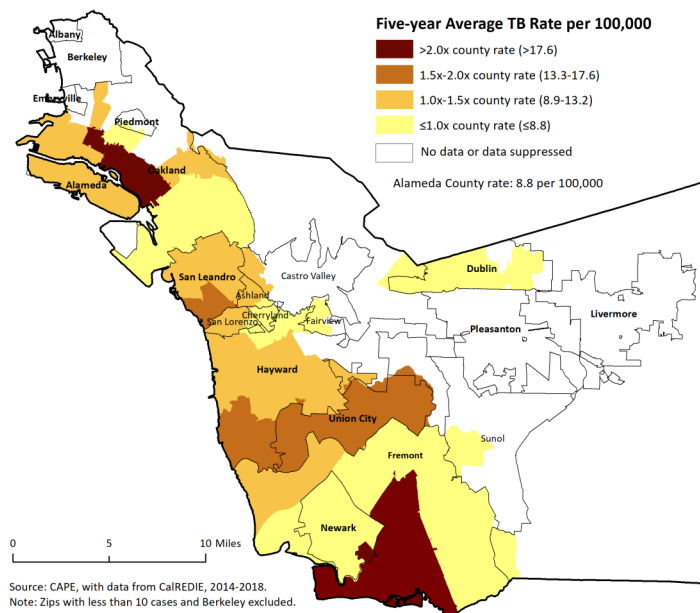 Five-year Average TB Rate per 100,000
>2.0x county rate (>17.6)
1.5x-2.0x county rate (13.3-17.6)
1.0x-1.5x county rate (8.9-13.2)
≤1.0x county rate (≤8.8)
No data or data suppressed
Alameda County rate: 8.8 per 100,000
Albany
Berkeley
Emeryville
Piedmont
Oakland
Alameda
San Leandro
Castro Valley
Dublin
Ashland
Cherryland
San Lorenzo
Fairview
Livermore
Pleasanton
Hayward
Union City
Sunol
Fremont
Newark
0 5 10 Miles
Source: CAPE, with data from CalREDIE, 2014-2018.
Note: Zips with less than 10 cases and Berkeley excluded.